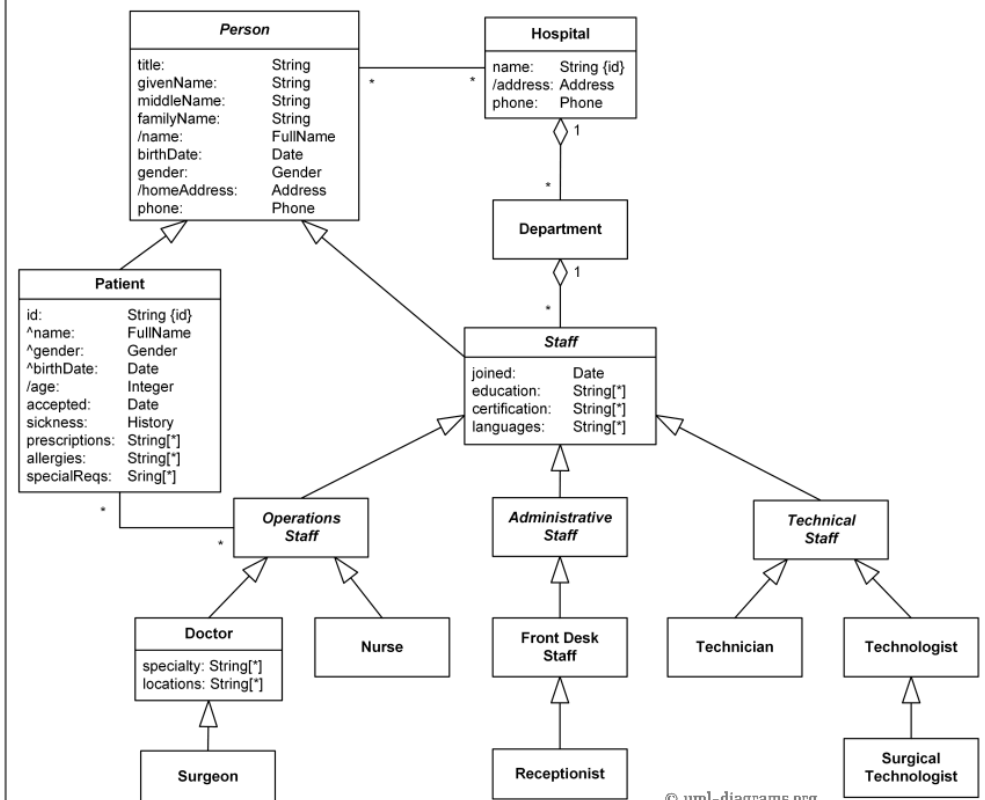 Person
title: String
givenName: String
middleName: String
familyName: String
/name: FullName
birthDate: Date
gender: Gender
/homeAddress: Address
phone: Phone
* *
Hospital
name: String {id}
/address: Address
phone: Phone
1
*
Department
1
*
Patient
id: String {id}
^name: FullName
^gender: Gender
^birthDate: Date
/age: Integer
accepted: Date
sickness: History
prescriptions: String[*]
allergies: String[*]
specialReqs: Sring[*]
*
*
Staff
joined: Date
education: String[*]
certification: String[*]
languages: String[*]
Operations
Staff
Administrative
Staff
Technical
Staff
Doctor
specialty: String[*]
locations: String[*]
Nurse
Front Desk
Staff
Technician
Technologist
Surgeon
Receptionist
Surgical
Technologist
© uml-diagrams.org